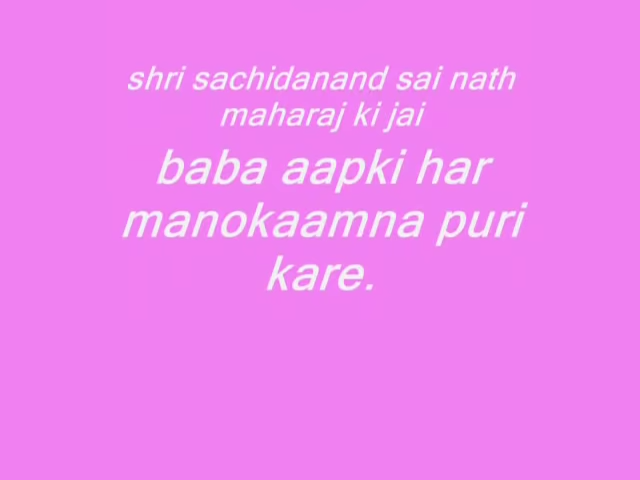 shri sachidanand sai nath
maharaj ki jai
baba aapki har
manokaamna puri
kare.